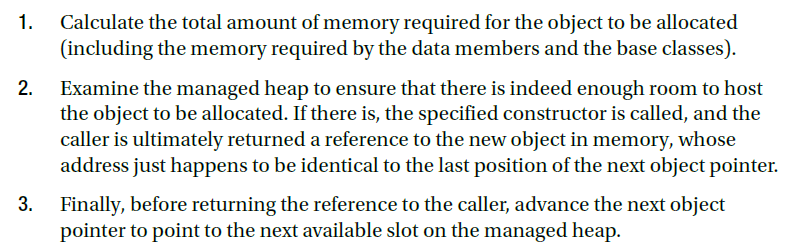 1. Calculate the total amount of memory required for the object to be allocated
(including the memory required by the data members and the base classes).
2. Examine the managed heap to ensure that there is indeed enough room to host
the object to be allocated. If there is, the specified constructor is called, and the
caller is ultimately returned a reference to the new object in memory, whose
address just happens to be identical to the last position of the next object pointer.
3. Finally, before returning the reference to the caller, advance the next object
pointer to point to the next available slot on the managed heap.